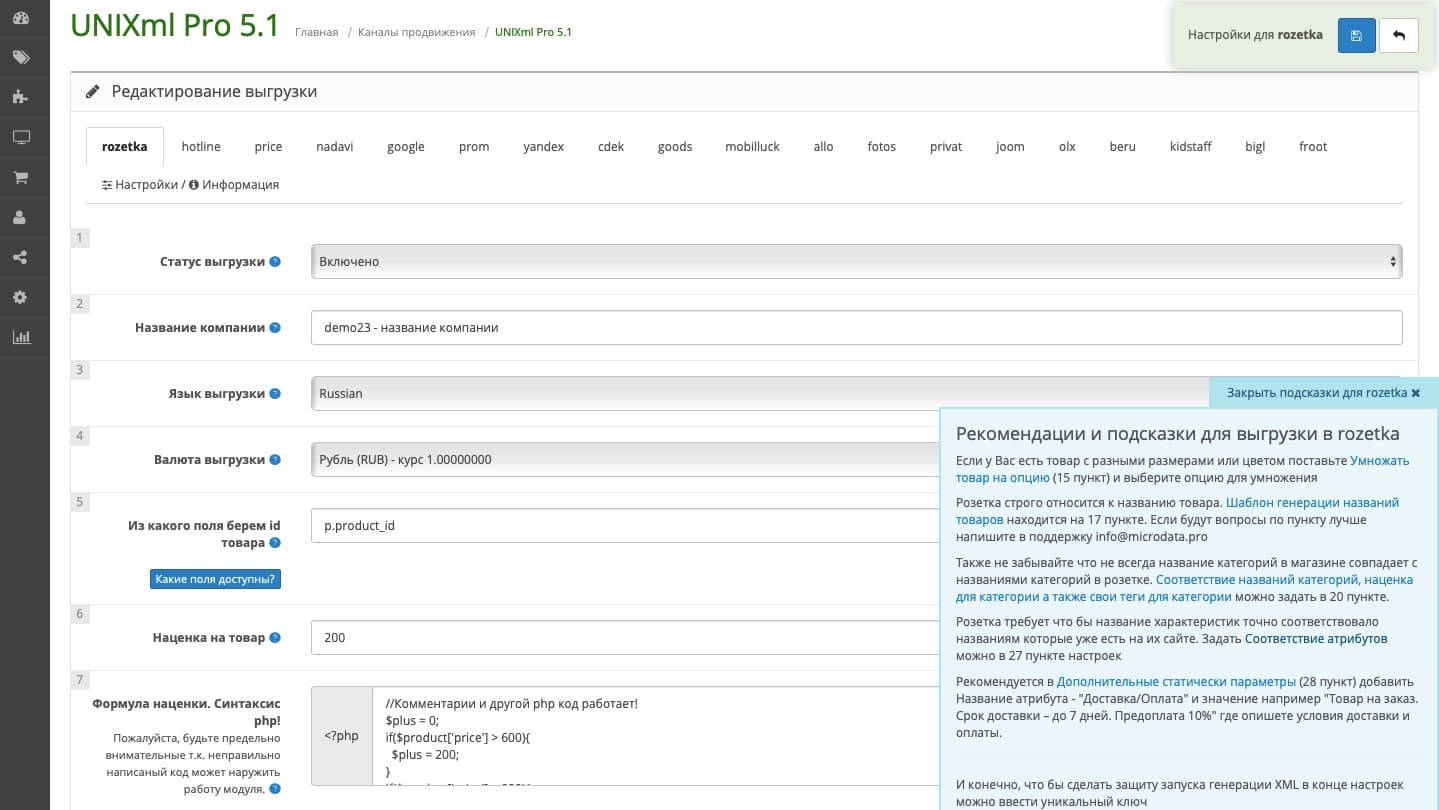 UNIXml Pro 5.1
Главная / Каналы продвижения / UNIXml Pro 5.1
Настройки для rozetka
Редактирование выгрузки
rozetka hotline price nadavi google prom yandex cdek goods mobilluck allo fotos privat joom olx beru kidstaff bigl froot
Настройки / Информация
1
Статус выгрузки
Включено
2
Название компании
demo23 - название компании
3
Язык выгрузки
Russian
4
Валюта выгрузки
Рубль (RUB) - курс 1.00000000
5
Из какого поля берем id
товара
p.product_id
Какие поля доступны?
6
Наценка на товар
200
7
Формула наценки. Синтаксис
php!
Пожалуйста, будьте предельно
внимательные т.к. неправильно
написаный код может наружить
работу модуля.
<?php
//Комментарии и другой php код работает!
$plus = 0;
if($product['price'] > 600){
$plus = 200;
}
Закрыть подсказки для rozetka
Рекомендации и подсказки для выгрузки в rozetka
Если у Вас есть товар с разными размерами или цветом поставьте Умножать
товар на опцию (15 пункт) и выберите опцию для умножения
Розетка строго относится к названию товара. Шаблон генерации названий
товаров находится на 17 пункте. Если будут вопросы по пункту лучше
напишите в поддержку info@microdata.pro
Также не забывайте что не всегда название категорий в магазине совпадает с
названиями категорий в розетке. Соответствие названий категорий, наценка
для категории а также свои теги для категории можно задать в 20 пункте.
Розетка требует что бы название характеристик точно соответствовало
названиям которые уже есть на их сайте. Задать Соответствие атрибутов
можно в 27 пункте настроек
Рекомендуется в Дополнительные статически параметры (28 пункт) добавить
Название атрибута - "Доставка/Оплата" и значение например "Товар на заказ.
Срок доставки – до 7 дней. Предоплата 10%" где опишете условия доставки и
оплаты.
И конечно, что бы сделать защиту запуска генерации XML в конце настроек
можно ввести уникальный ключ